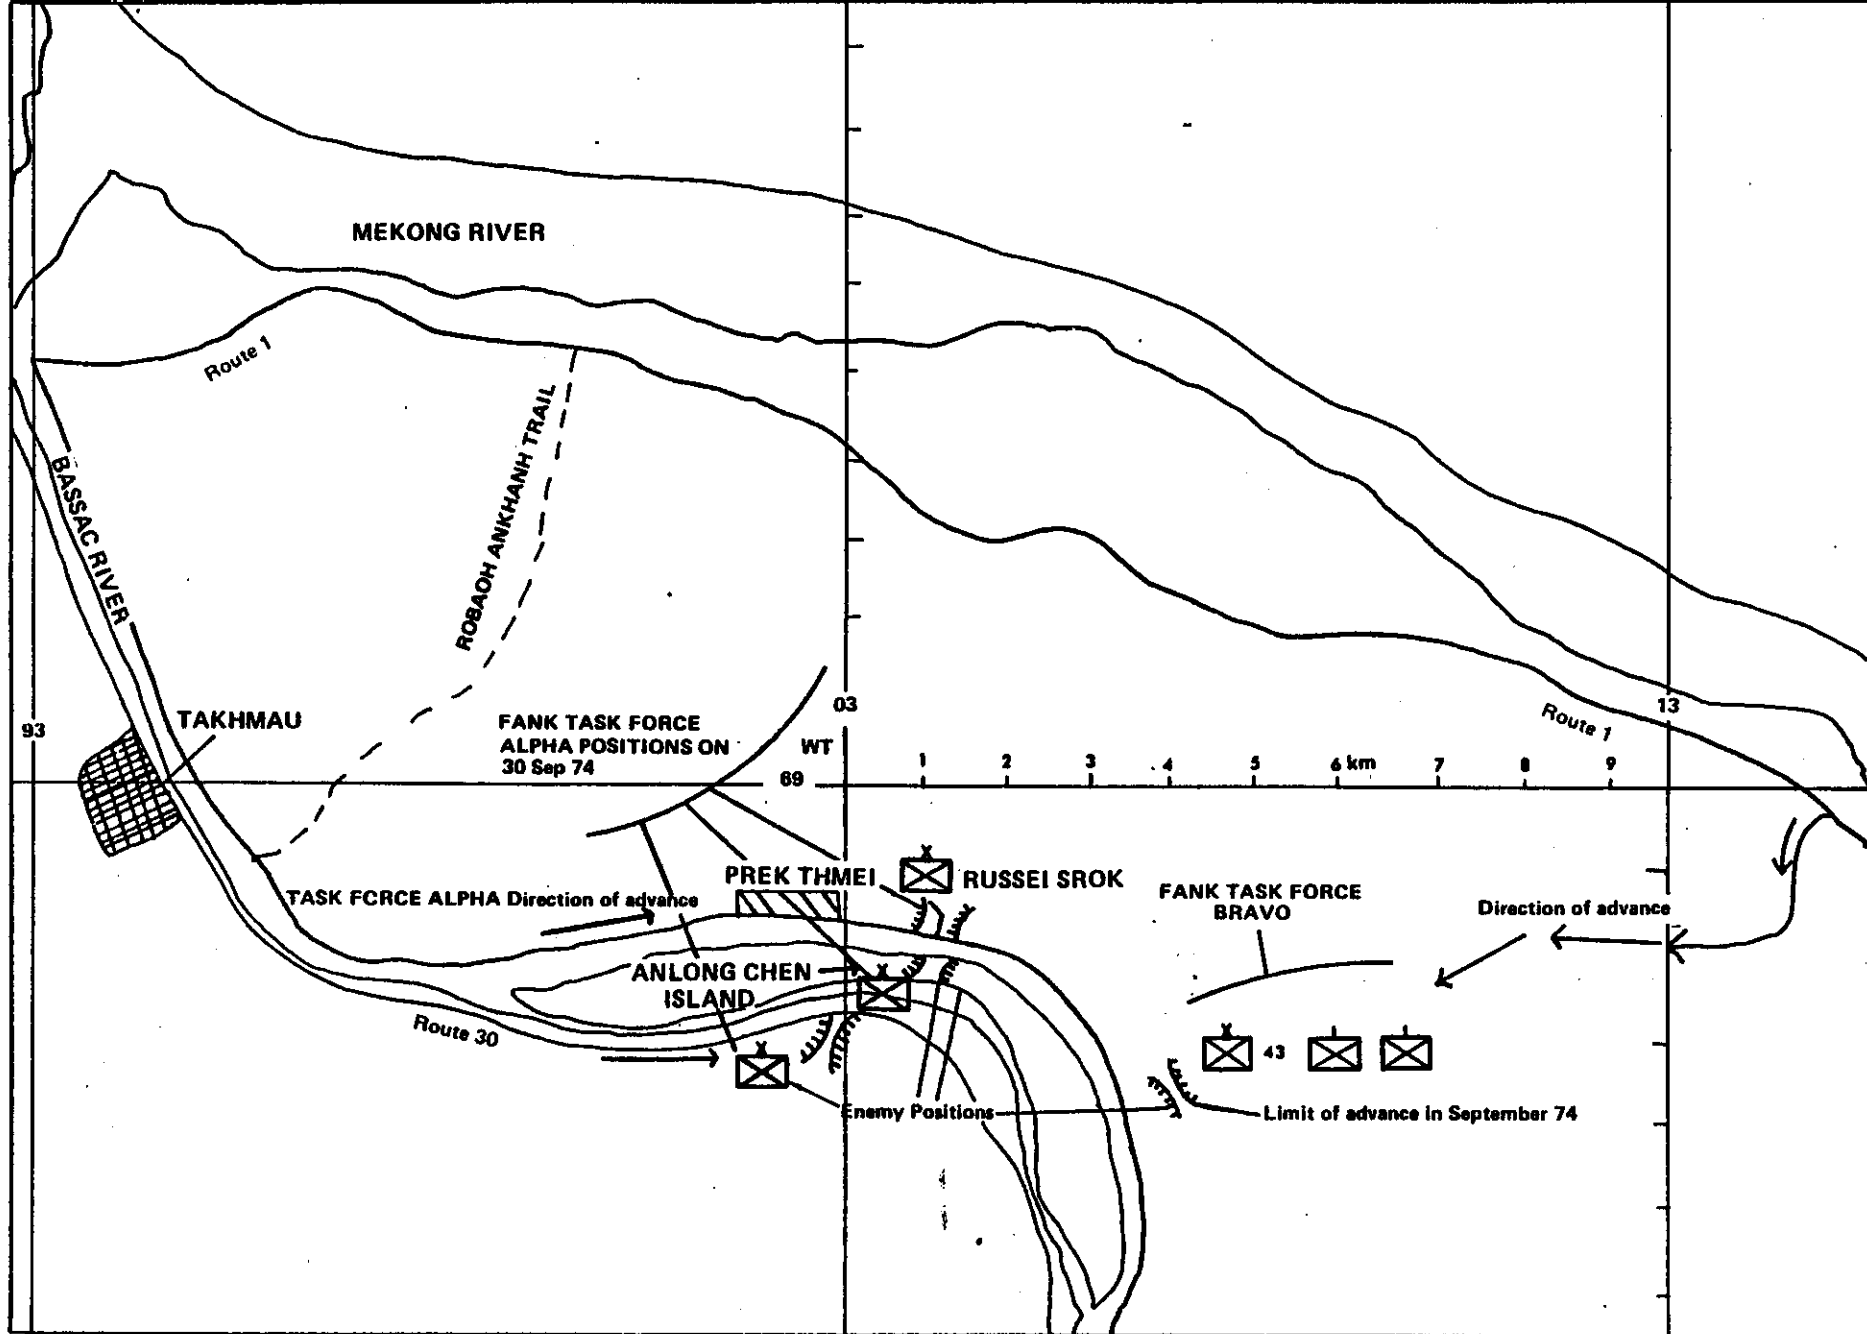 MEKONG RIVER
Route 1
ROBAOH ANKHANH TRAIL
BASSAC RIVER
TAKHMAU
93
FANK TASK FORCE
ALPHA POSITIONS ON
30 Sep 74
03
WT
69
1 2 3 4 5 6 km 7 8 9
13
Route 1
PREK THMEI
X
RUSSEI SROK
TASK FORCE ALPHA Direction of advance
FANK TASK FORCE
BRAVO
Direction of advance
ANLONG CHEN
ISLAND
X
Route 30
X
X
43
Enemy Positions
Limit of advance in September 74